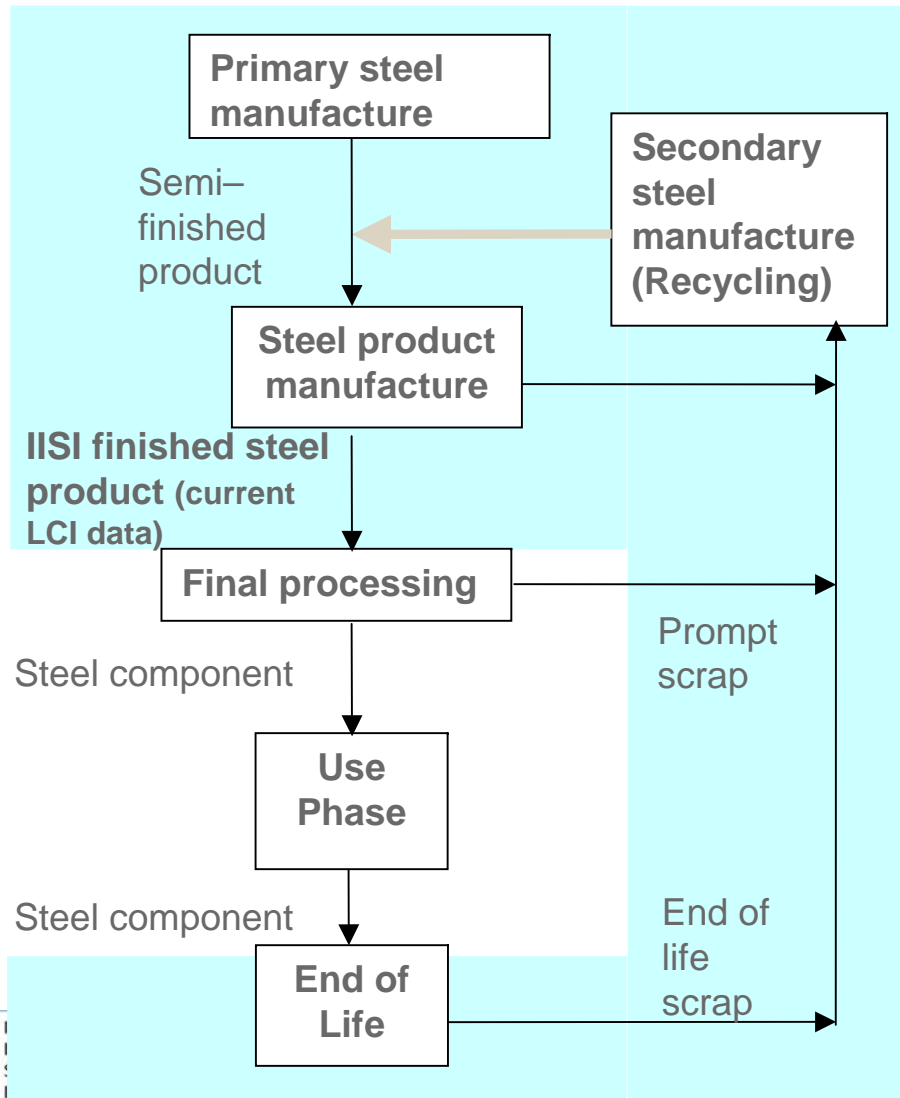 Primary steel
manufacture
Secondary
steel
manufacture
(Recycling)
Semi–
finished
product
Steel product
manufacture
IISI finished steel
product (current
LCI data)
Final processing
Prompt
scrap
Steel component
Use
Phase
Steel component
End of
life
scrap
End of
Life